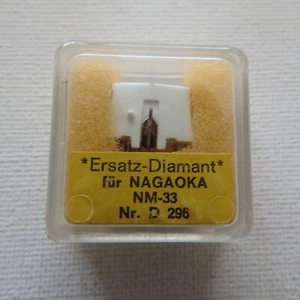 *Ersatz-Diamant*
für NAGAOKA
NM-33
Nr. D 296